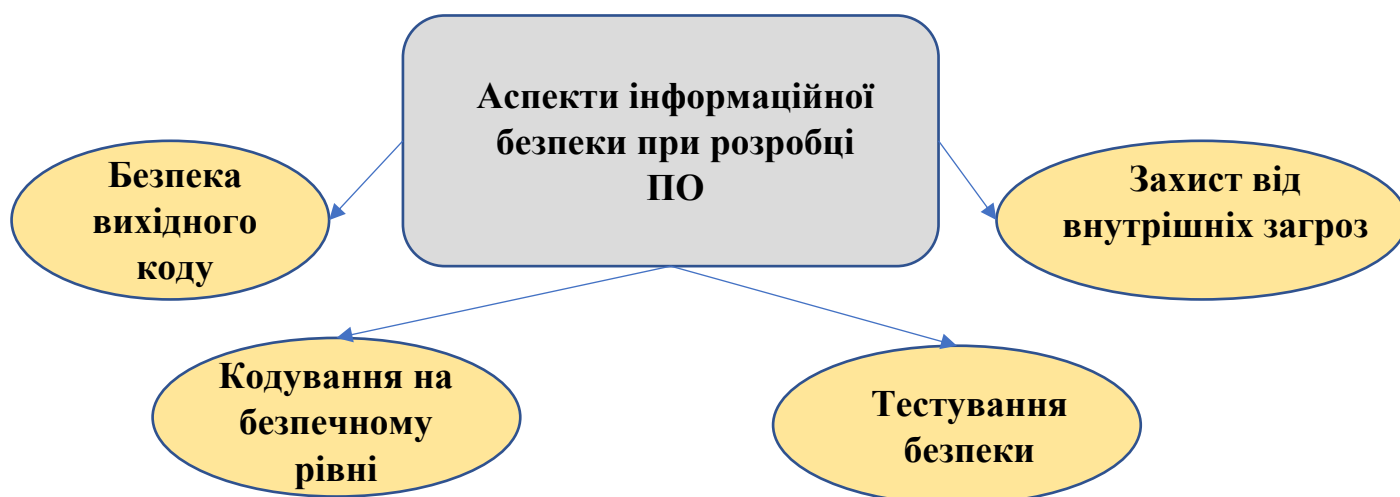 Аспекти інформаційної
безпеки при розробці
ПО
Безпека
вихідного
коду
Захист від
внутрішніх загроз
Кодування на
безпечному
рівні
Тестування
безпеки